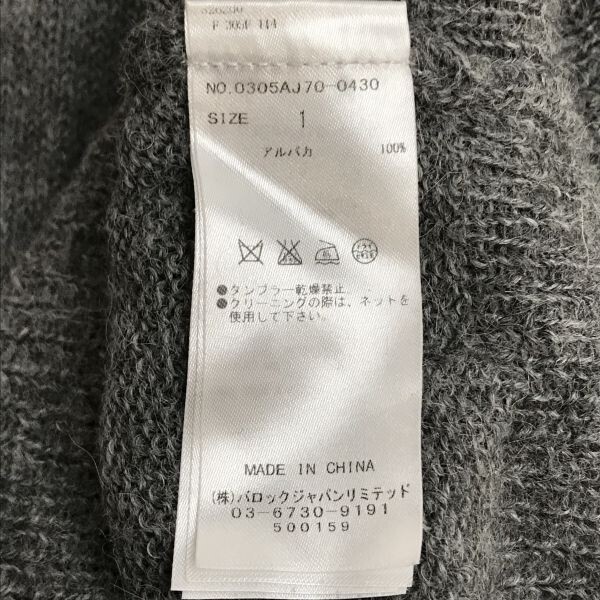 NO.0305AJ70-0430
SIZE 1
アルパカ 100%
●タンブラー乾燥禁止
●クリーニングの際は、ネットを
使用して下さい。
MADE IN CHINA
(株)バロックジャパンリミテッド
03-6730-9191
500159